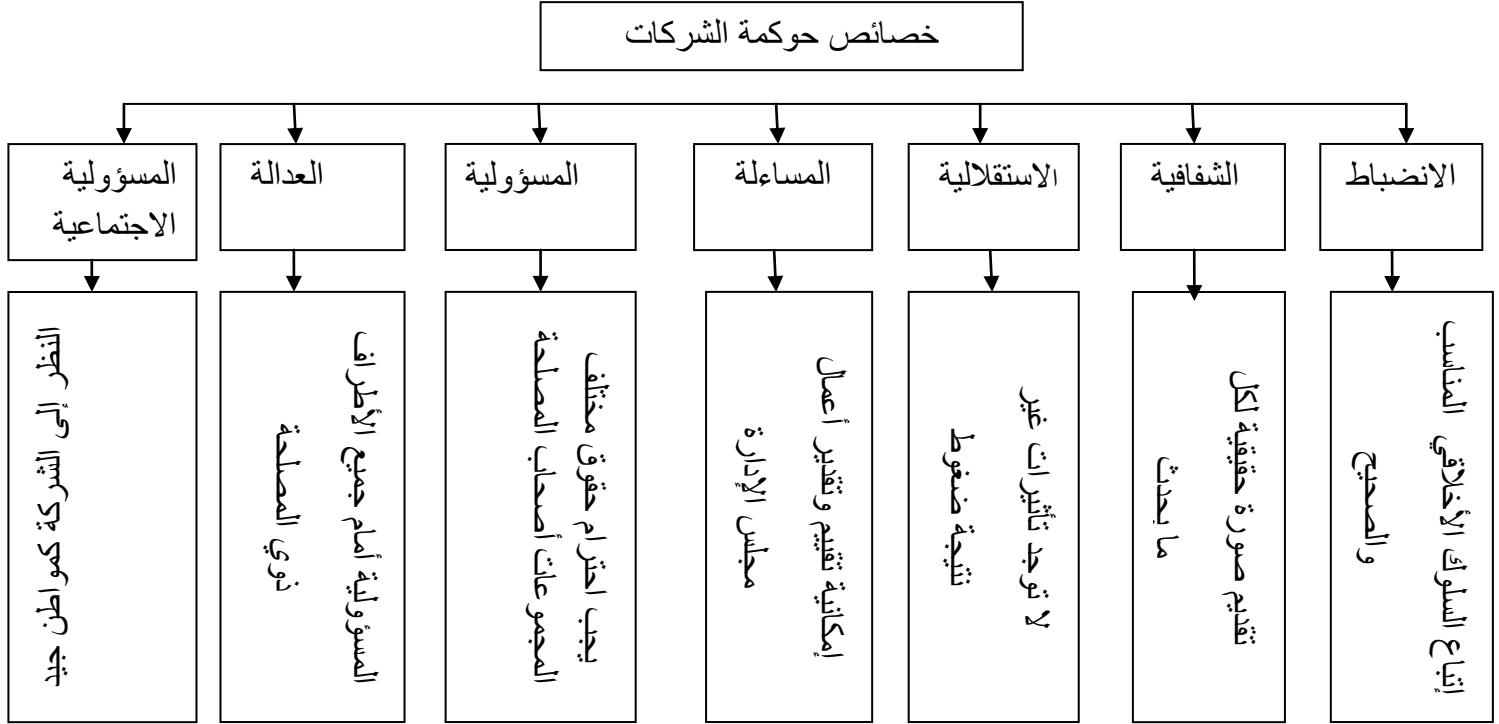 خصائص حوكمة الشركات
الانضباط
الشفافية
الاستقلالية
المساءلة
المسؤولية
العدالة
المسؤولية
الاجتماعية
إتباع السلوك الأخلاقي المناسب
والصحيح
تقديم صورة حقيقية لكل
ما يحدث
لا توجد تأثيرات غير
نتيجة ضغوط
إمكانية تقييم وتقدير أعمال
مجلس الإدارة
يجب احترام حقوق مختلف
المجموعات أصحاب المصلحة
المسؤولية أمام جميع الأطراف
ذوي المصلحة
النظر إلى الشركة كمواطن جيد